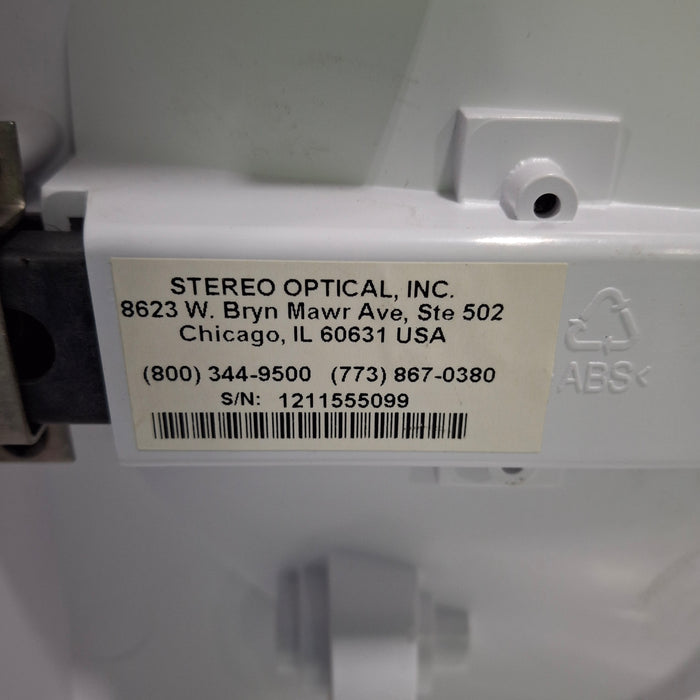 STEREO OPTICAL, INC.
8623 W. Bryn Mawr Ave, Ste 502
Chicago, IL 60631 USA
(800) 344-9500 (773) 867-0380
S/N: 1211555099
ABS<